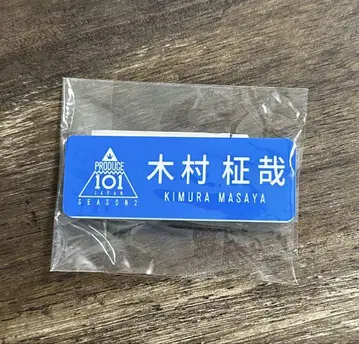 PRODUCE
101
JAPAN
SEASON2
木村 柾哉
KIMURA MASAYA